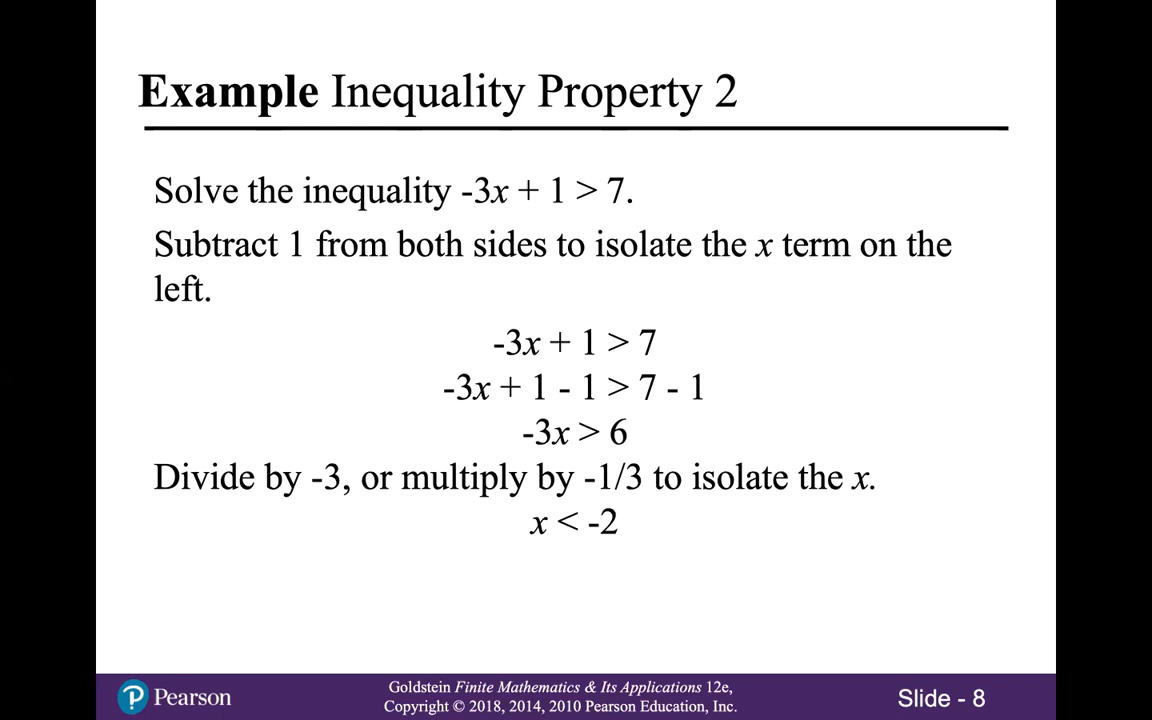 Example Inequality Property 2
Solve the inequality -3x + 1 > 7.
Subtract 1 from both sides to isolate the x term on the
left.
-3x + 1 > 7
-3x + 1 - 1 > 7 - 1
-3x > 6
Divide by -3, or multiply by -1/3 to isolate the x.
x < -2
Pearson
Goldstein Finite Mathematics & Its Applications 12e,
Copyright © 2018, 2014, 2010 Pearson Education, Inc.
Slide - 8